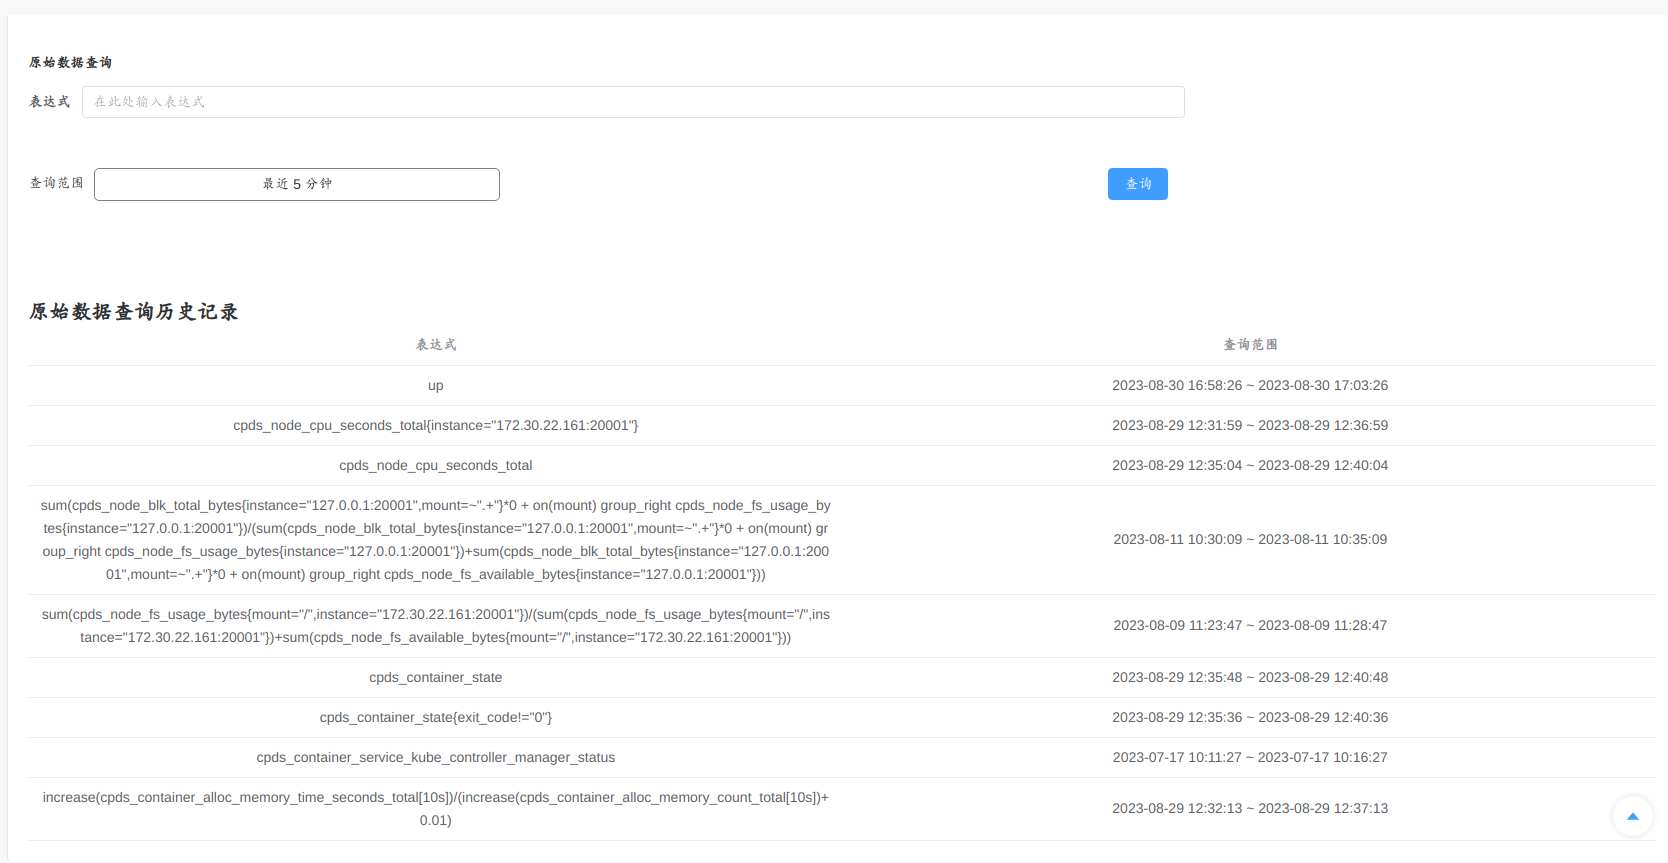 原始数据查询
表达式 在此处输入表达式
查询范围 最近 5 分钟 查询
原始数据查询历史记录
表达式 查询范围
up 2023-08-30 16:58:26 ~ 2023-08-30 17:03:26
cpds_node_cpu_seconds_total{instance="172.30.22.161:20001"} 2023-08-29 12:31:59 ~ 2023-08-29 12:36:59
cpds_node_cpu_seconds_total 2023-08-29 12:35:04 ~ 2023-08-29 12:40:04
sum(cpds_node_blk_total_bytes{instance="127.0.0.1:20001",mount=~".+"}*0 + on(mount) group_right cpds_node_fs_usage_by
tes{instance="127.0.0.1:20001"})/(sum(cpds_node_blk_total_bytes{instance="127.0.0.1:20001",mount=~".+"}*0 + on(mount) gr
oup_right cpds_node_fs_usage_bytes{instance="127.0.0.1:20001"})+sum(cpds_node_blk_total_bytes{instance="127.0.0.1:200
01",mount=~".+"}*0 + on(mount) group_right cpds_node_fs_available_bytes{instance="127.0.0.1:20001"}))
2023-08-11 10:30:09 ~ 2023-08-11 10:35:09
sum(cpds_node_fs_usage_bytes{mount="/",instance="172.30.22.161:20001"})/(sum(cpds_node_fs_usage_bytes{mount="/",ins
tance="172.30.22.161:20001"})+sum(cpds_node_fs_available_bytes{mount="/",instance="172.30.22.161:20001"}))
2023-08-09 11:23:47 ~ 2023-08-09 11:28:47
cpds_container_state 2023-08-29 12:35:48 ~ 2023-08-29 12:40:48
cpds_container_state{exit_code!="0"} 2023-08-29 12:35:36 ~ 2023-08-29 12:40:36
cpds_container_service_kube_controller_manager_status 2023-07-17 10:11:27 ~ 2023-07-17 10:16:27
increase(cpds_container_alloc_memory_time_seconds_total[10s])/(increase(cpds_container_alloc_memory_count_total[10s])+
0.01)
2023-08-29 12:32:13 ~ 2023-08-29 12:37:13